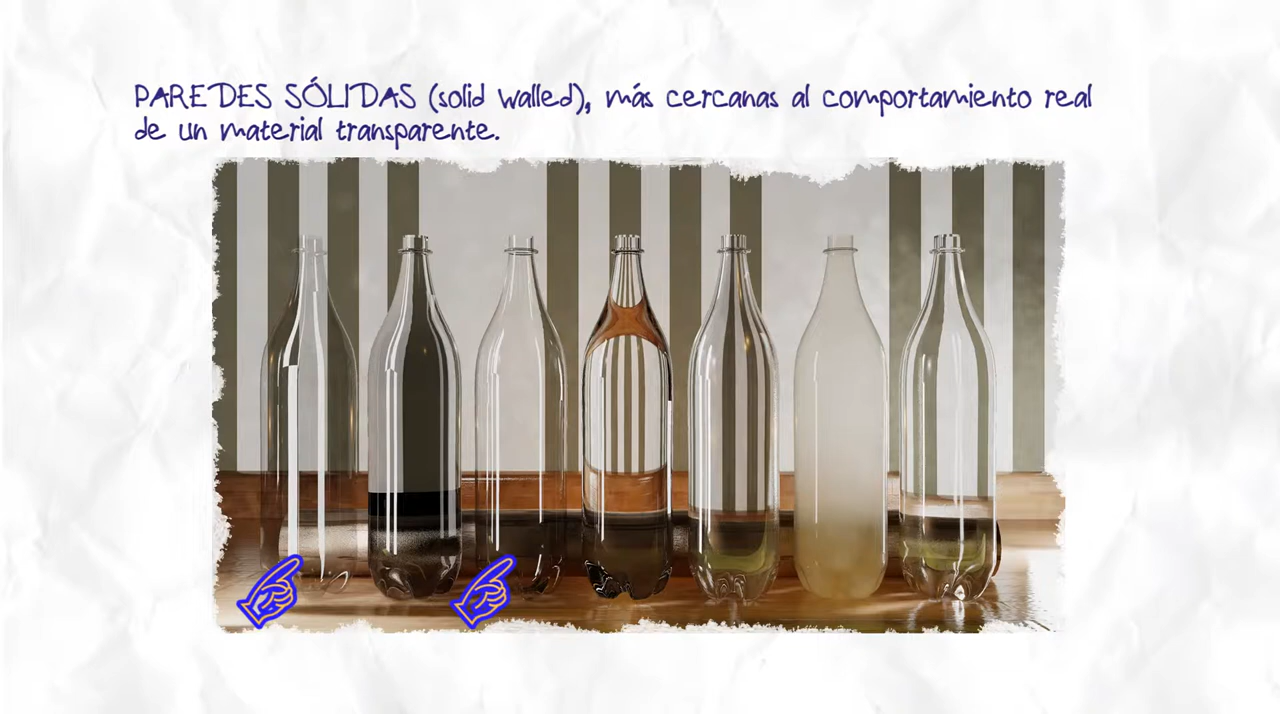 PAREDES SÓLIDAS (solid walled), más cercanas al comportamiento real
de un material transparente.